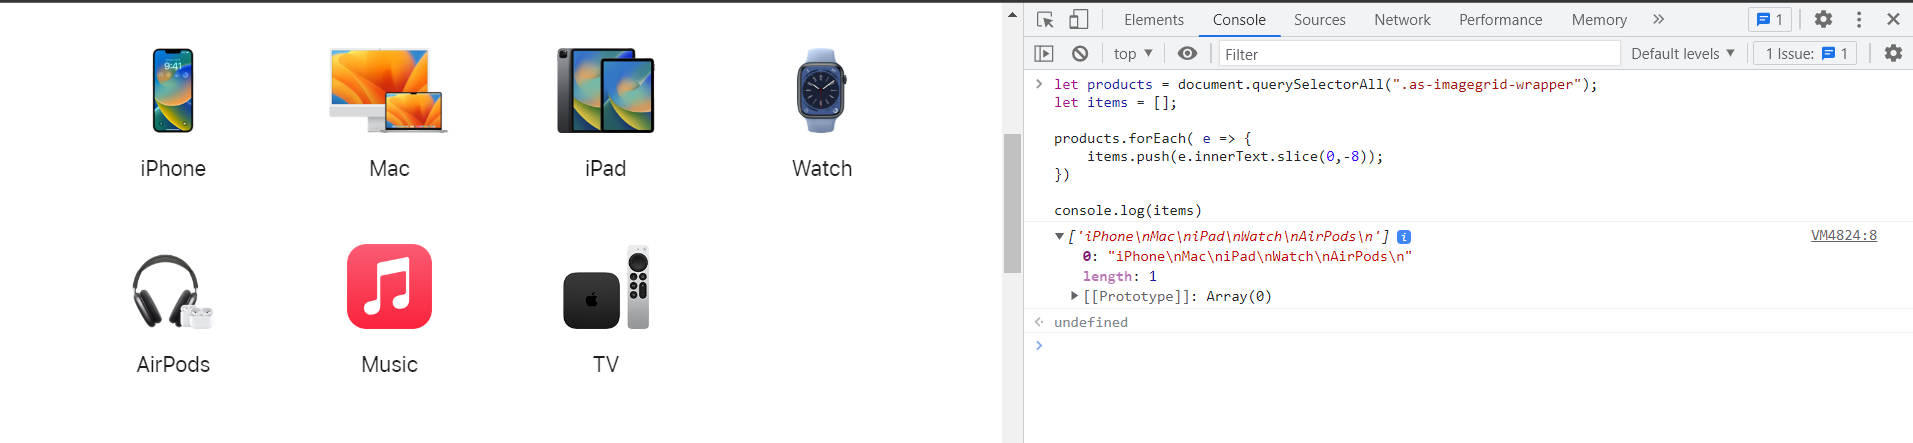 9:41
iPhone
Mac
iPad
Watch
AirPods
Music
TV
Elements Console Sources Network Performance Memory » 1
top Filter Default levels 1 Issue: 1
let products = document.querySelectorAll(".as-imagegrid-wrapper");
let items = [];
products.forEach( e => {
items.push(e.innerText.slice(0,-8));
})
console.log(items)
['iPhone\nMac\niPad\nWatch\nAirPods\n'] i VM4824:8
0: "iPhone\nMac\niPad\nWatch\nAirPods\n"
length: 1
[[Prototype]]: Array(0)
undefined